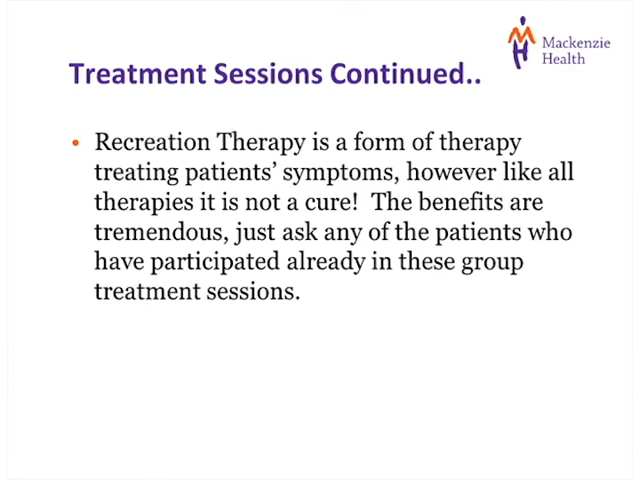 Mackenzie
Health
Treatment Sessions Continued..
• Recreation Therapy is a form of therapy
treating patients’ symptoms, however like all
therapies it is not a cure!  The benefits are
tremendous, just ask any of the patients who
have participated already in these group
treatment sessions.